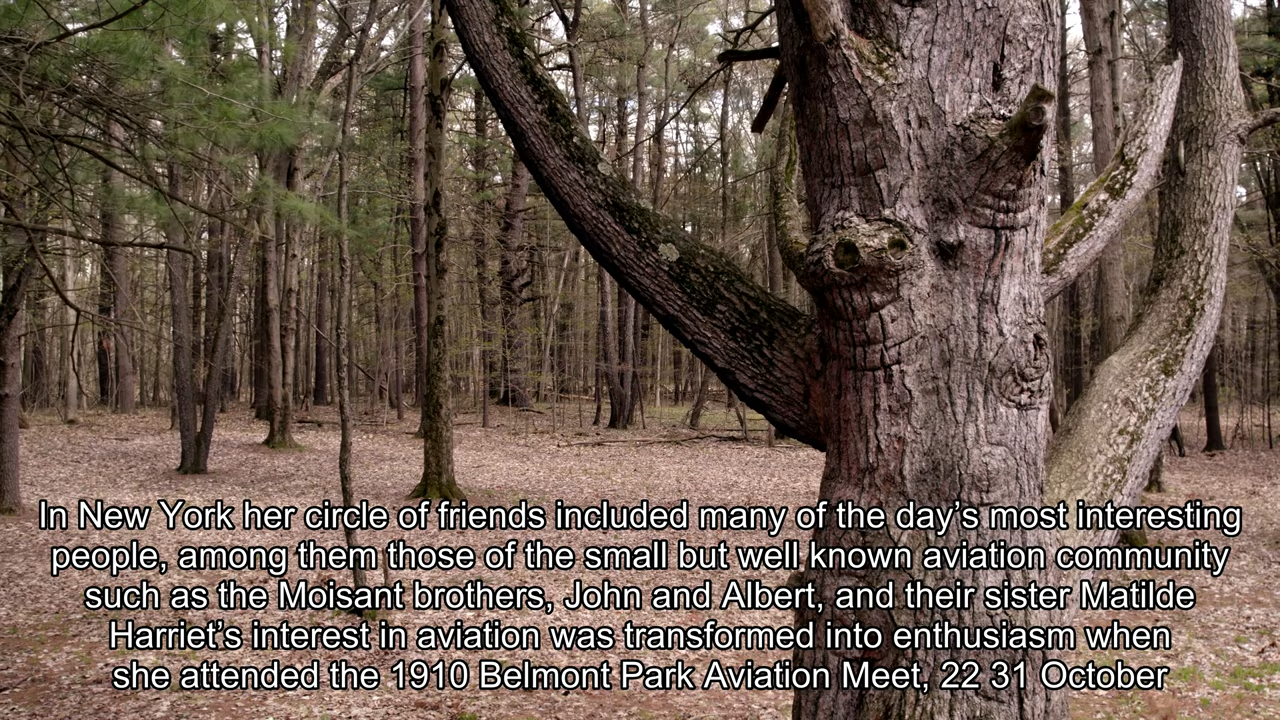 In New York her circle of friends included many of the day's most interesting
people, among them those of the small but well known aviation community
such as the Moisant brothers, John and Albert, and their sister Matilde
Harriet's interest in aviation was transformed into enthusiasm when
she attended the 1910 Belmont Park Aviation Meet, 22 31 October